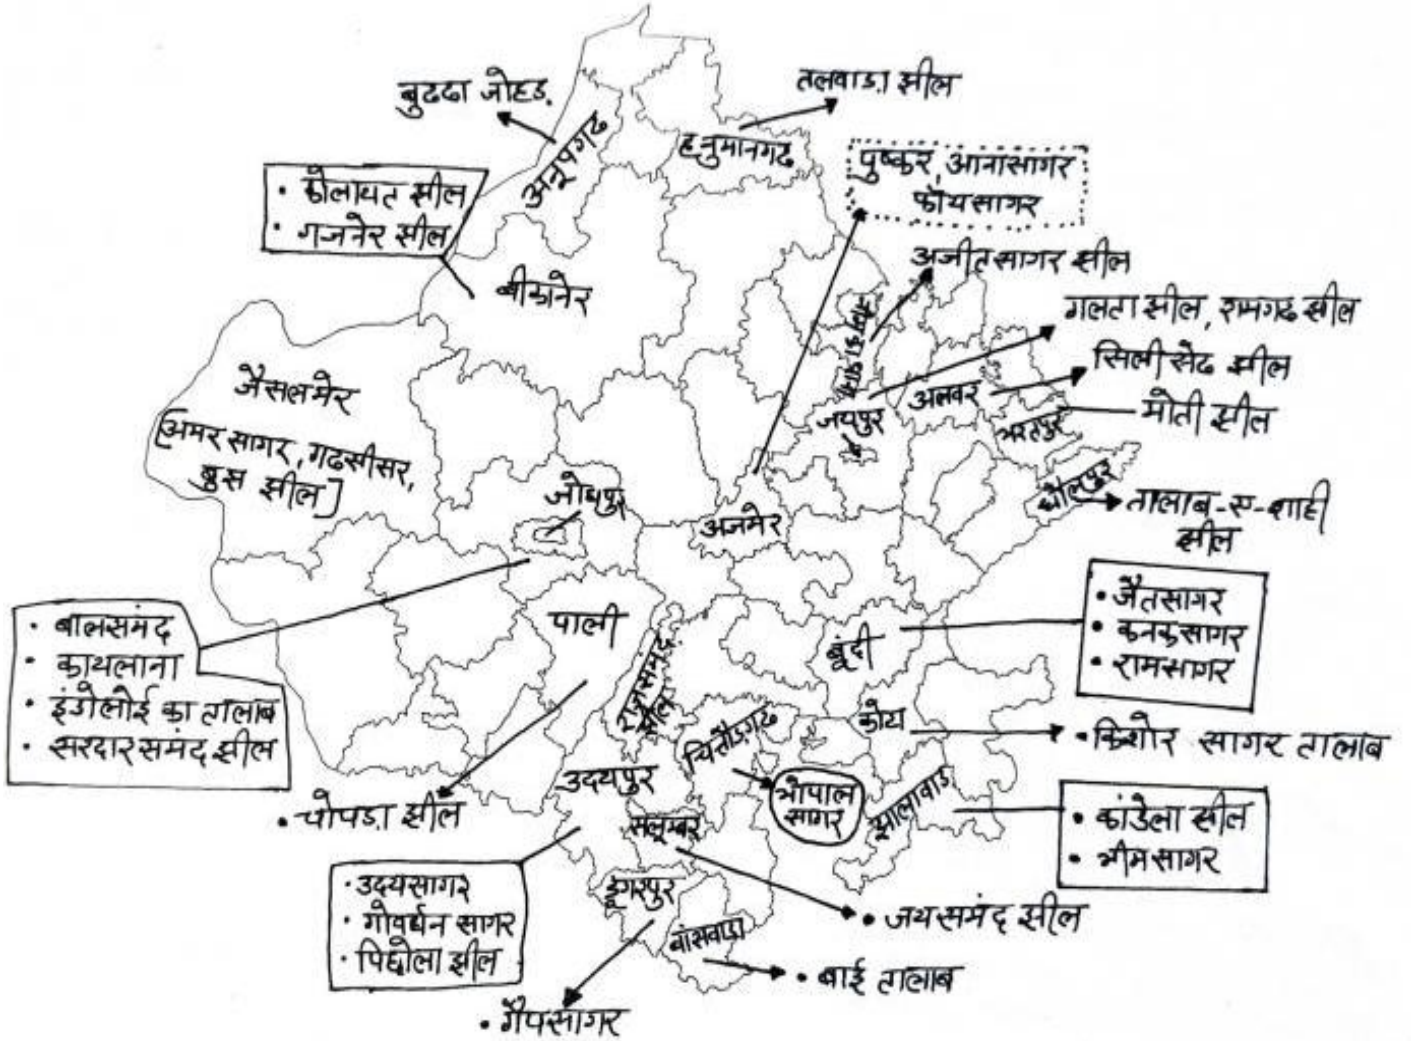 बुढढा जोहड़
तलवाड़ा झील
अनूपगढ
हनुमानगढ
पुष्कर, आनासागर
फॉयसागर
• कोलायत झील
• गजनेर झील
बीकानेर
अजीतसागर झील
गलता झील, रामगढ झील
सिलीसेढ झील
मोती झील
जैसलमेर
[अमर सागर, गढसीसर,
बुझ झील]
अलवर
जयपुर
भरतपुर
धौलपुर
तालाब-ए-शाही
झील
जोधपुर
अजमेर
• बालसमंद
• कायलाना
• इंडोलोई का तालाब
• सरदारसमंद झील
पाली
राजसमंद
झील
बूंदी
• जैतसागर
• कनकसागर
• रामसागर
चितौड़गढ
कोटा
• किशोर सागर तालाब
उदयपुर
भोपाल
सागर
झालावाड़
• कांडेला झील
• भीमसागर
• चोपड़ा झील
सलूम्बर
• उदयसागर
• गोवर्धन सागर
• पिछोला झील
डूंगरपुर
• जयसमंद झील
बांसवाड़ा
• बाई तालाब
• गैपसागर